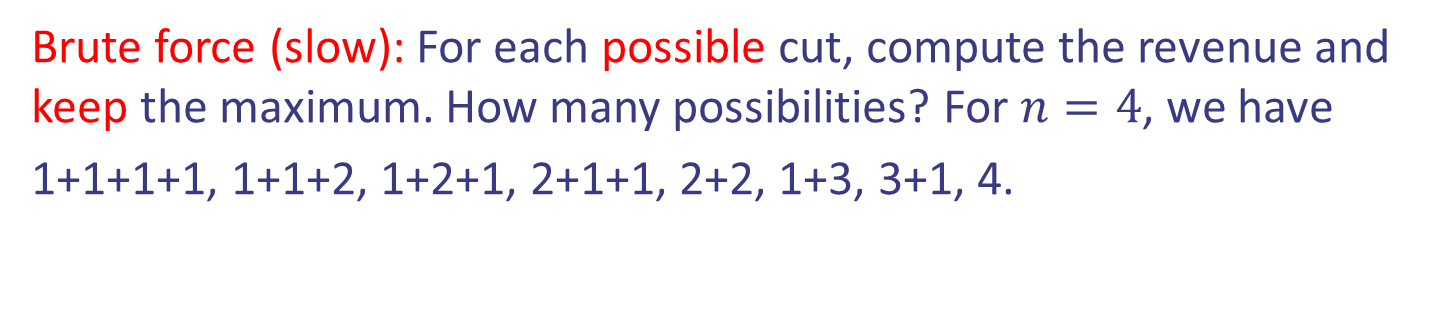 Brute force (slow): For each possible cut, compute the revenue and
keep the maximum. How many possibilities? For 𝑛 = 4, we have
1+1+1+1, 1+1+2, 1+2+1, 2+1+1, 2+2, 1+3, 3+1, 4.